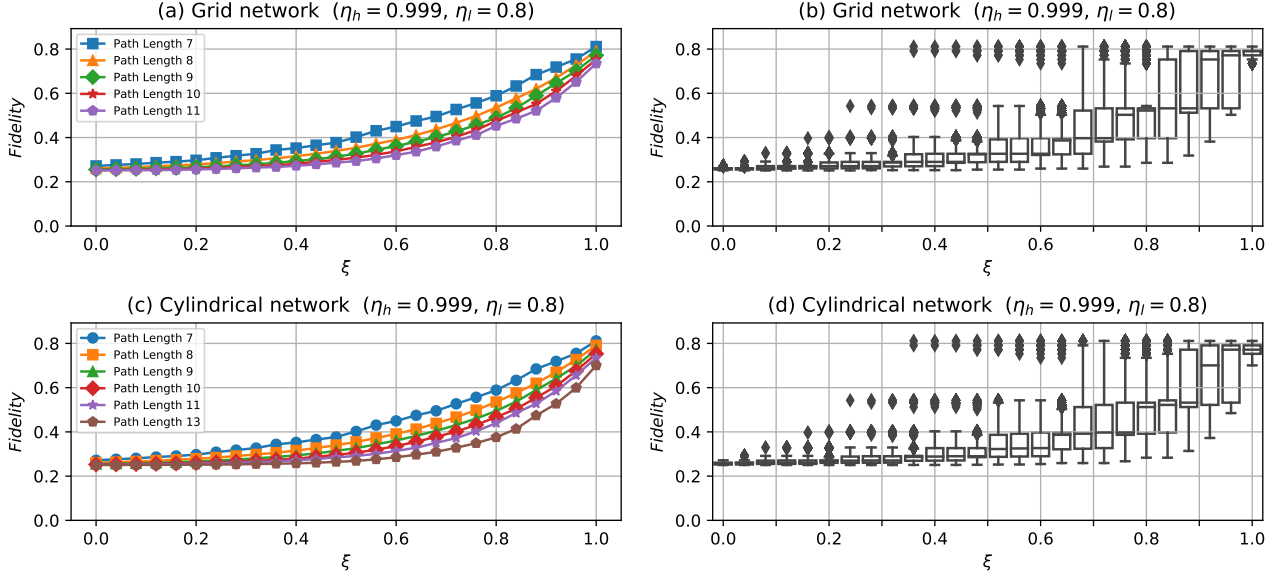 (a) Grid network (η_h = 0.999, η_l = 0.8)
Fidelity
0.8
0.6
0.4
0.2
0.0
Path Length 7
Path Length 8
Path Length 9
Path Length 10
Path Length 11
0.0 0.2 0.4 0.6 0.8 1.0
ξ
(b) Grid network (η_h = 0.999, η_l = 0.8)
Fidelity
0.8
0.6
0.4
0.2
0.0
0.0 0.2 0.4 0.6 0.8 1.0
ξ
(c) Cylindrical network (η_h = 0.999, η_l = 0.8)
Fidelity
0.8
0.6
0.4
0.2
0.0
Path Length 7
Path Length 8
Path Length 9
Path Length 10
Path Length 11
Path Length 13
0.0 0.2 0.4 0.6 0.8 1.0
ξ
(d) Cylindrical network (η_h = 0.999, η_l = 0.8)
Fidelity
0.8
0.6
0.4
0.2
0.0
0.0 0.2 0.4 0.6 0.8 1.0
ξ